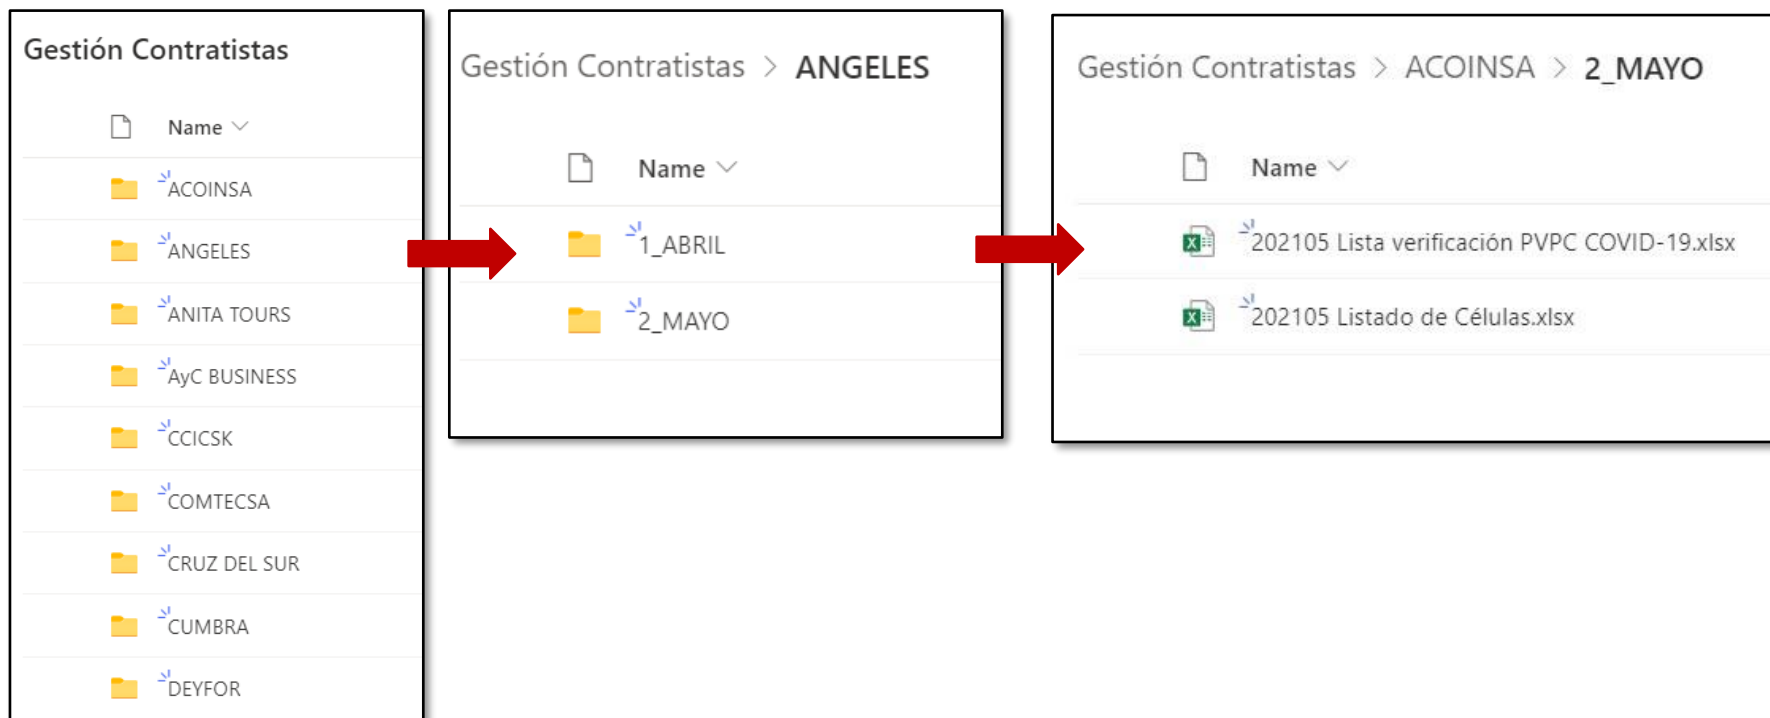 Gestión Contratistas
Name
ACOINSA
ANGELES
ANITA TOURS
AyC BUSINESS
CCICSK
COMTECSA
CRUZ DEL SUR
CUMBRA
DEYFOR
Gestión Contratistas > ANGELES
Name
1_ABRIL
2_MAYO
Gestión Contratistas > ACOINSA > 2_MAYO
Name
202105 Lista verificación PVPC COVID-19.xlsx
202105 Listado de Células.xlsx